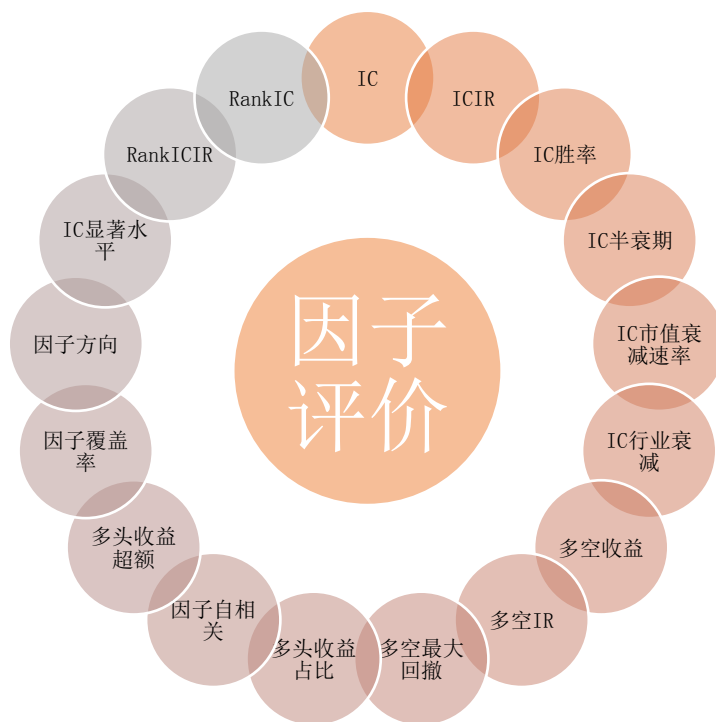 因子
评价
IC
ICIR
IC胜率
IC半衰期
IC市值衰
减速率
IC行业衰
减
多空收益
多空IR
多空最大
回撤
多头收益
占比
因子自相
关
多头收益
超额
因子覆盖
率
因子方向
IC显著水
平
RankICIR
RankIC